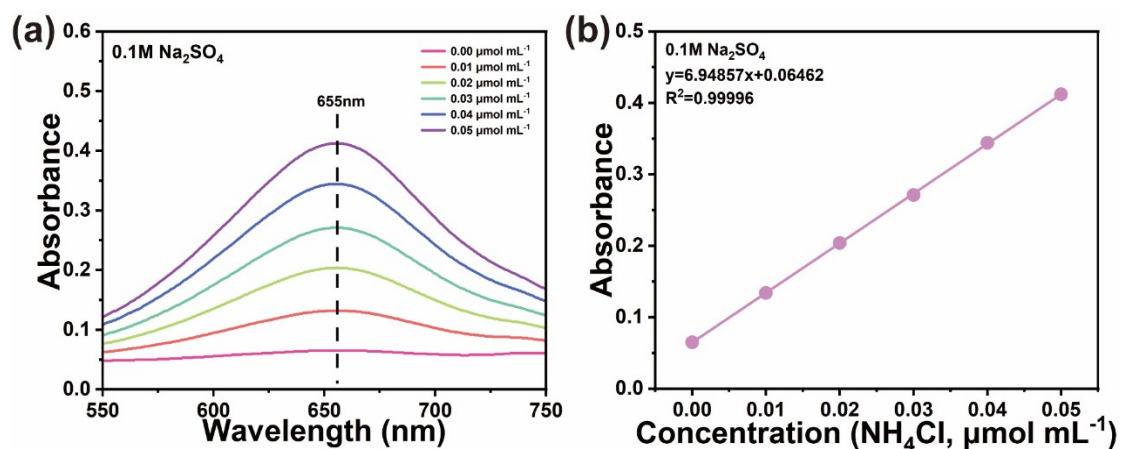 (a)
0.1M Na₂SO₄
0.00 μmol mL⁻¹
0.01 μmol mL⁻¹
0.02 μmol mL⁻¹
0.03 μmol mL⁻¹
0.04 μmol mL⁻¹
0.05 μmol mL⁻¹
655nm
Absorbance
0.6
0.5
0.4
0.3
0.2
0.1
0.0
550 600 650 700 750
Wavelength (nm)
(b)
0.1M Na₂SO₄
y=6.94857x+0.06462
R²=0.99996
Absorbance
0.5
0.4
0.3
0.2
0.1
0.0
0.00 0.01 0.02 0.03 0.04 0.05
Concentration (NH₄Cl, μmol mL⁻¹)